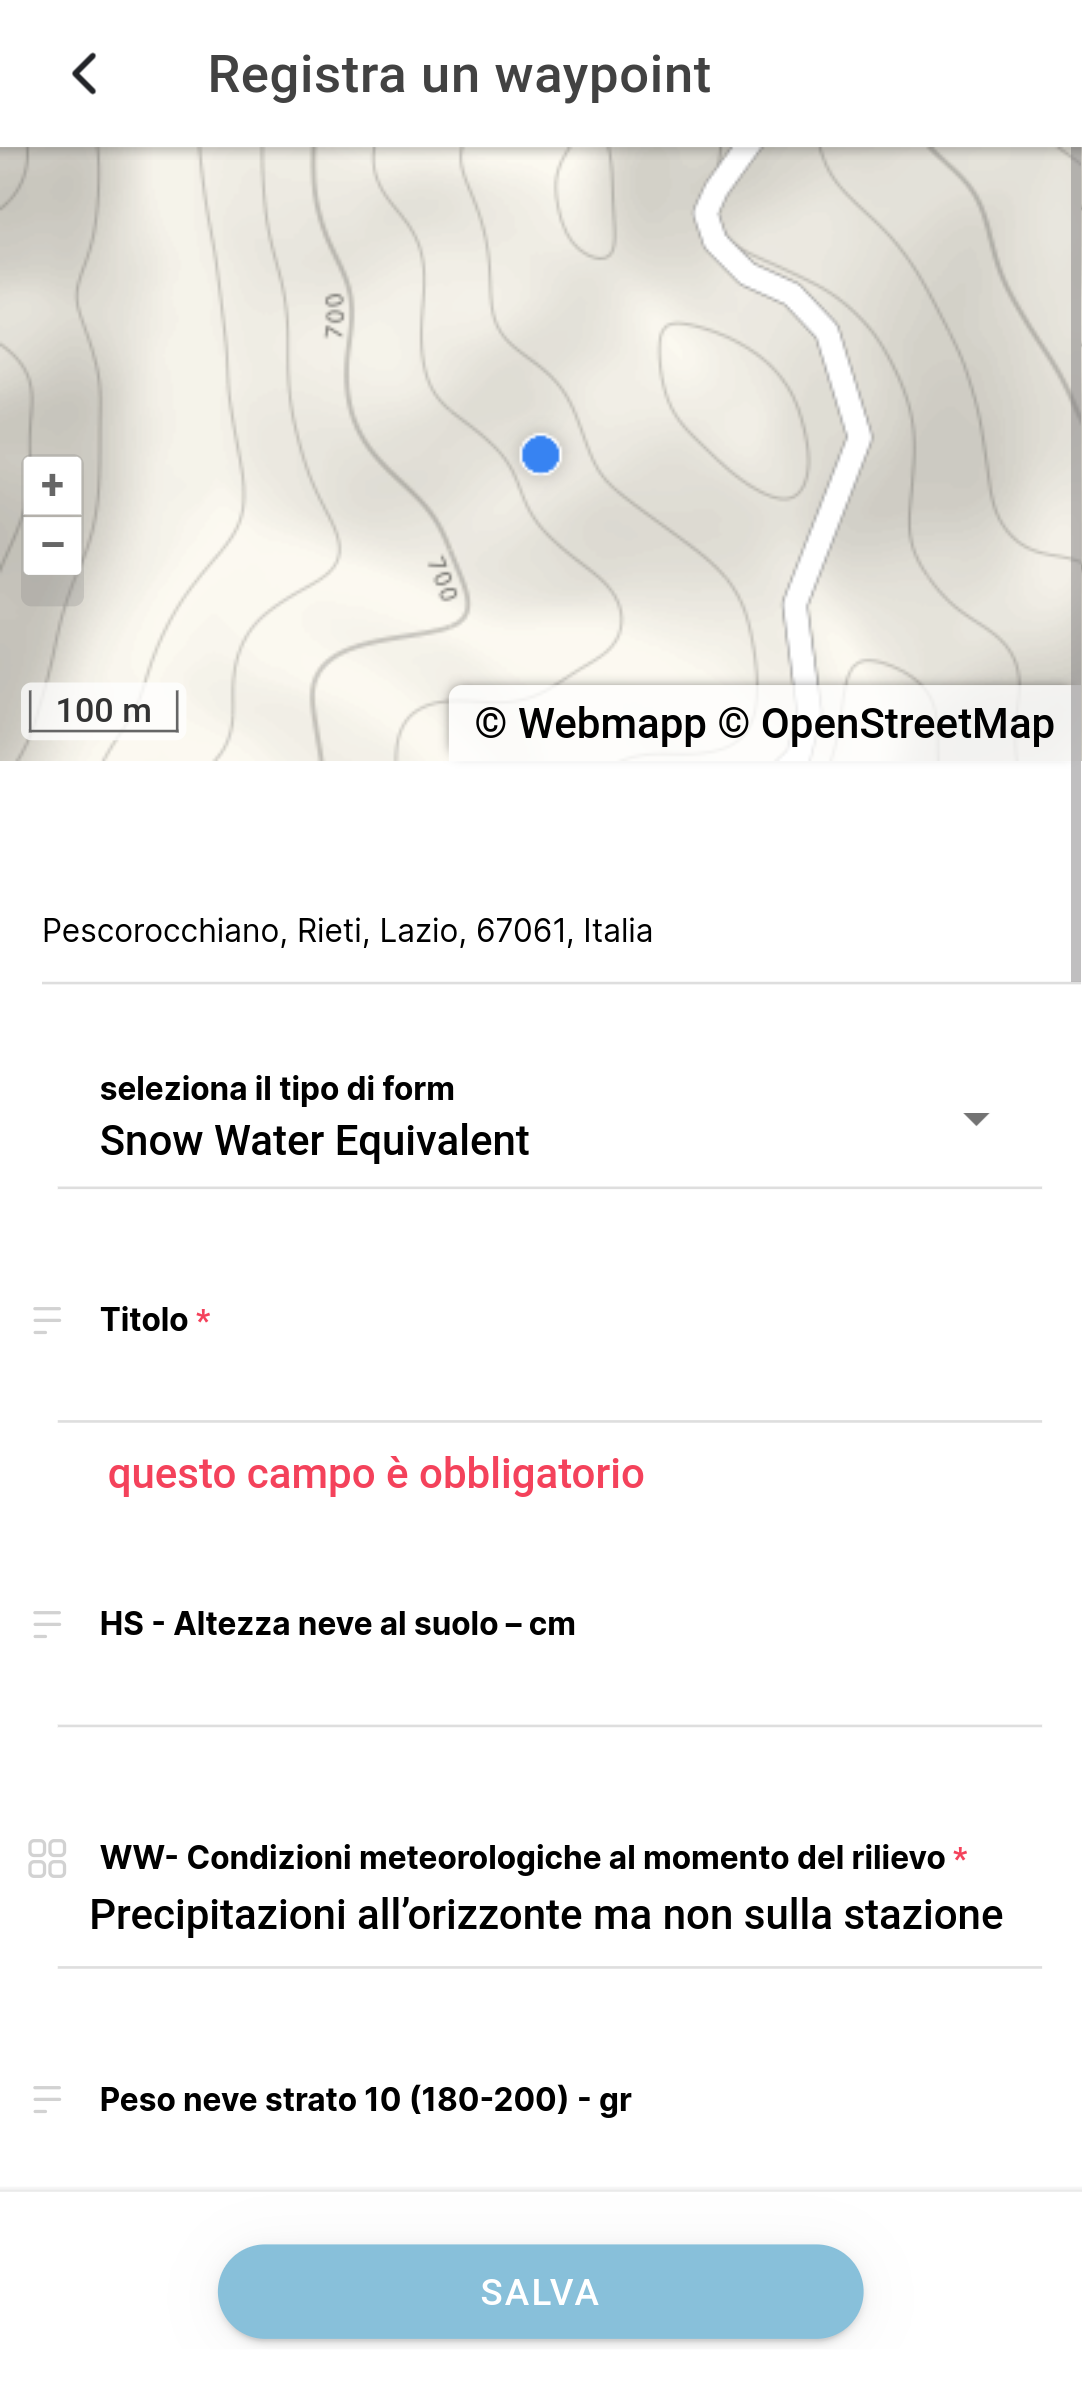 Registra un waypoint
700
700
+
−
100 m
© Webmapp © OpenStreetMap
Pescorocchiano, Rieti, Lazio, 67061, Italia
seleziona il tipo di form
Snow Water Equivalent
Titolo *
questo campo è obbligatorio
HS - Altezza neve al suolo – cm
WW- Condizioni meteorologiche al momento del rilievo *
Precipitazioni all’orizzonte ma non sulla stazione
Peso neve strato 10 (180-200) - gr
SALVA